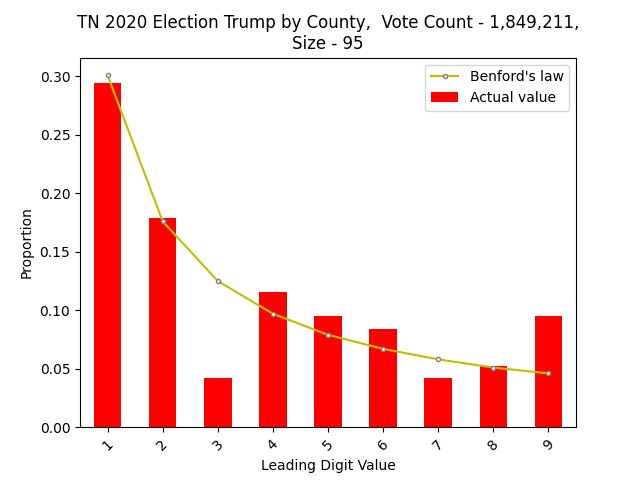 TN 2020 Election Trump by County,  Vote Count - 1,849,211,
Size - 95
Benford's law
Actual value
Proportion
0.30
0.25
0.20
0.15
0.10
0.05
0.00
1 2 3 4 5 6 7 8 9
Leading Digit Value